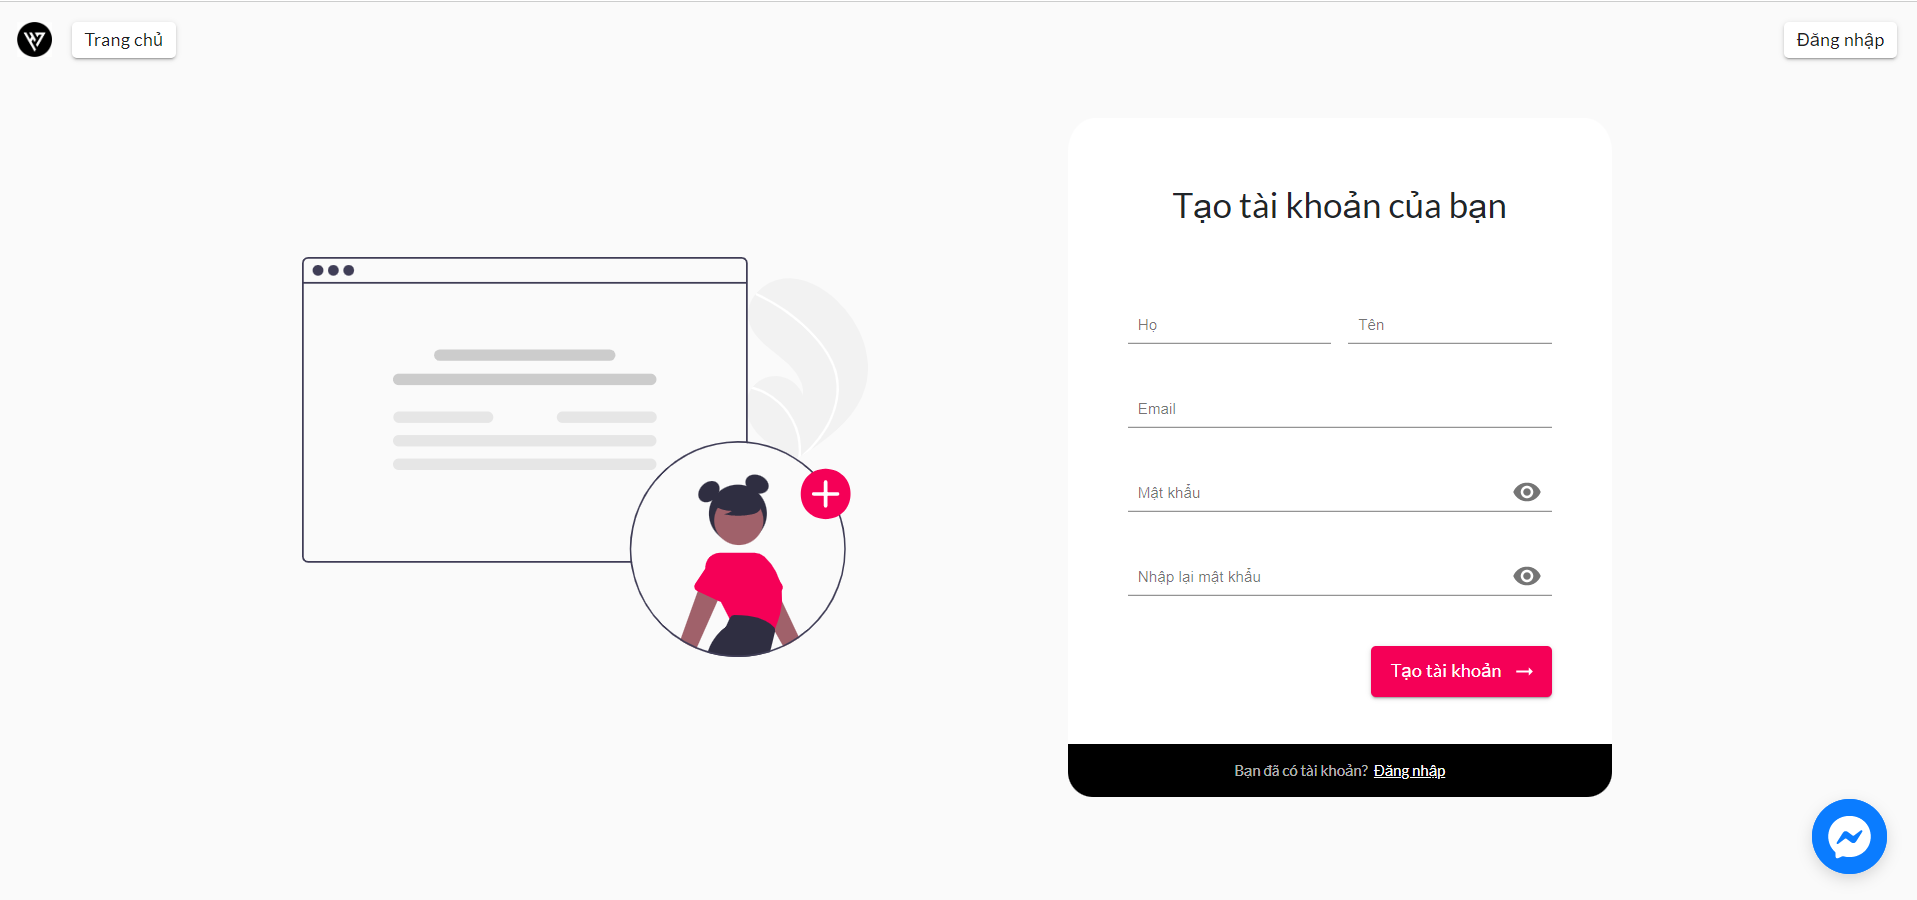 Trang chủ
Đăng nhập
Tạo tài khoản của bạn
Họ
Tên
Email
Mật khẩu
Nhập lại mật khẩu
Tạo tài khoản →
Bạn đã có tài khoản? Đăng nhập